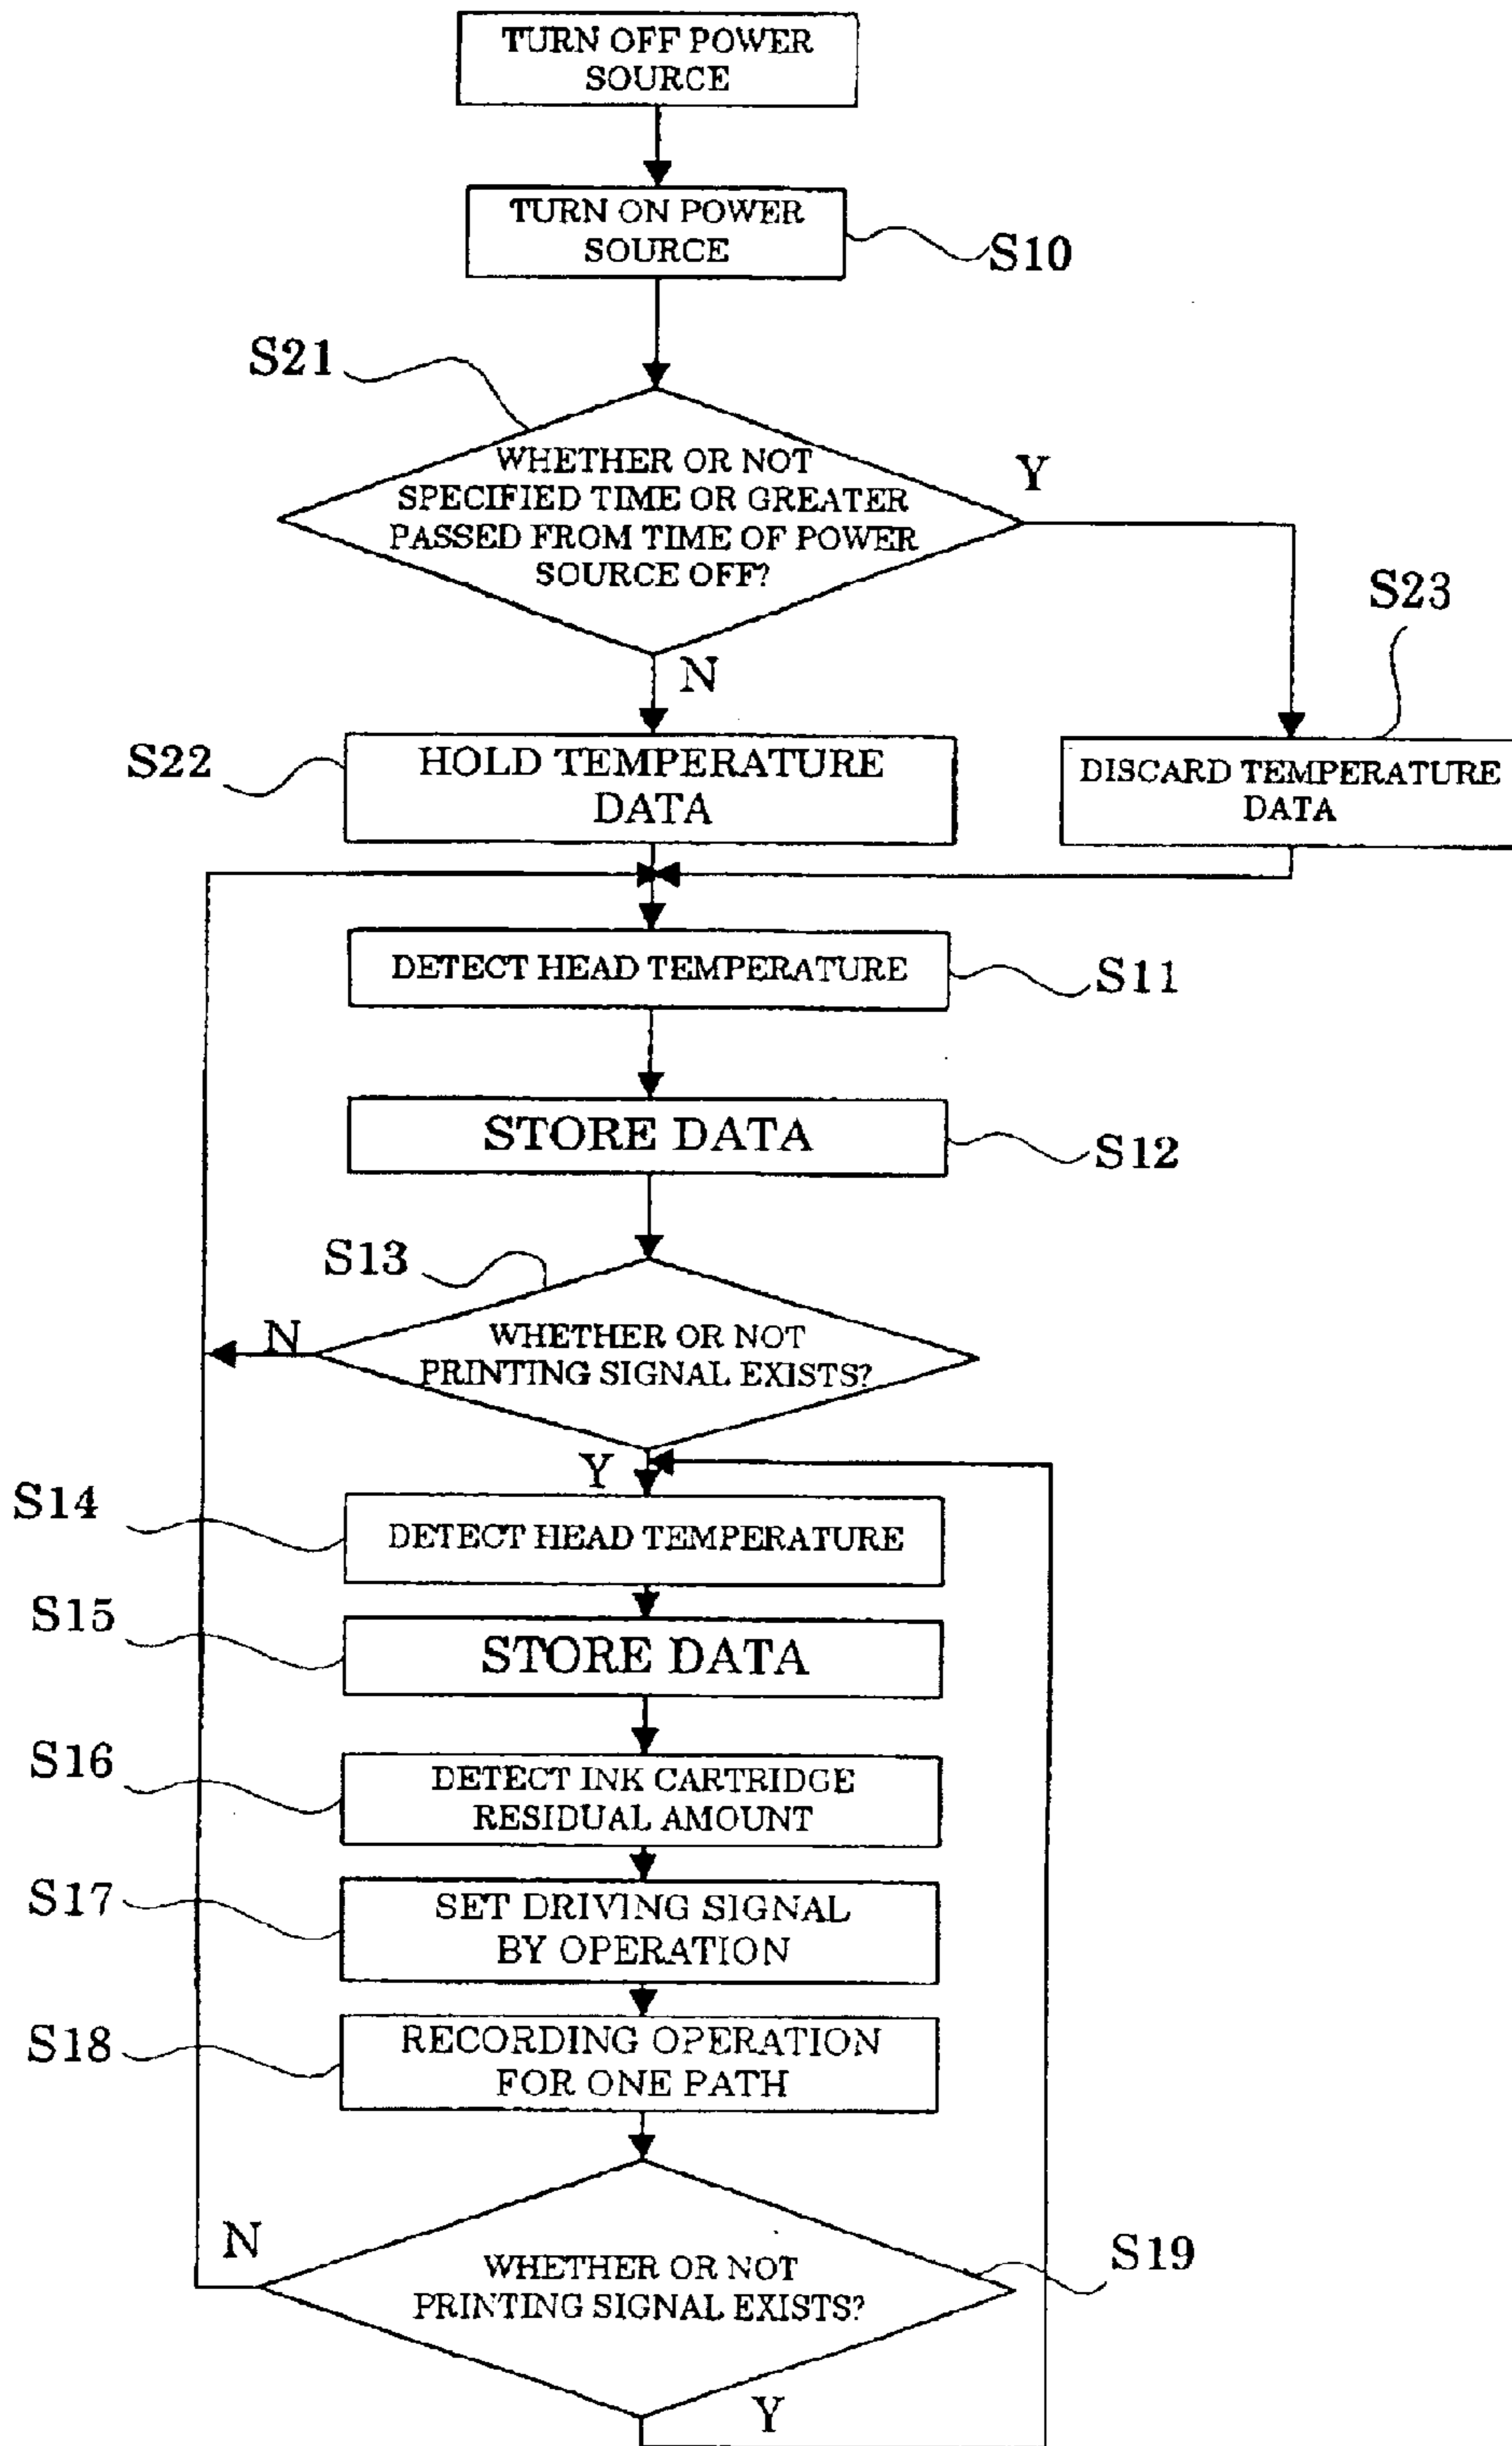 TURN OFF POWER
SOURCE
TURN ON POWER
SOURCE
S10
S21
WHETHER OR NOT
SPECIFIED TIME OR GREATER
PASSED FROM TIME OF POWER
SOURCE OFF?
Y
N
S23
S22
HOLD TEMPERATURE
DATA
DISCARD TEMPERATURE
DATA
DETECT HEAD TEMPERATURE
S11
STORE DATA
S12
S13
N
WHETHER OR NOT
PRINTING SIGNAL EXISTS?
Y
S14
DETECT HEAD TEMPERATURE
S15
STORE DATA
S16
DETECT INK CARTRIDGE
RESIDUAL AMOUNT
S17
SET DRIVING SIGNAL
BY OPERATION
S18
RECORDING OPERATION
FOR ONE PATH
N
WHETHER OR NOT
PRINTING SIGNAL EXISTS?
S19
Y